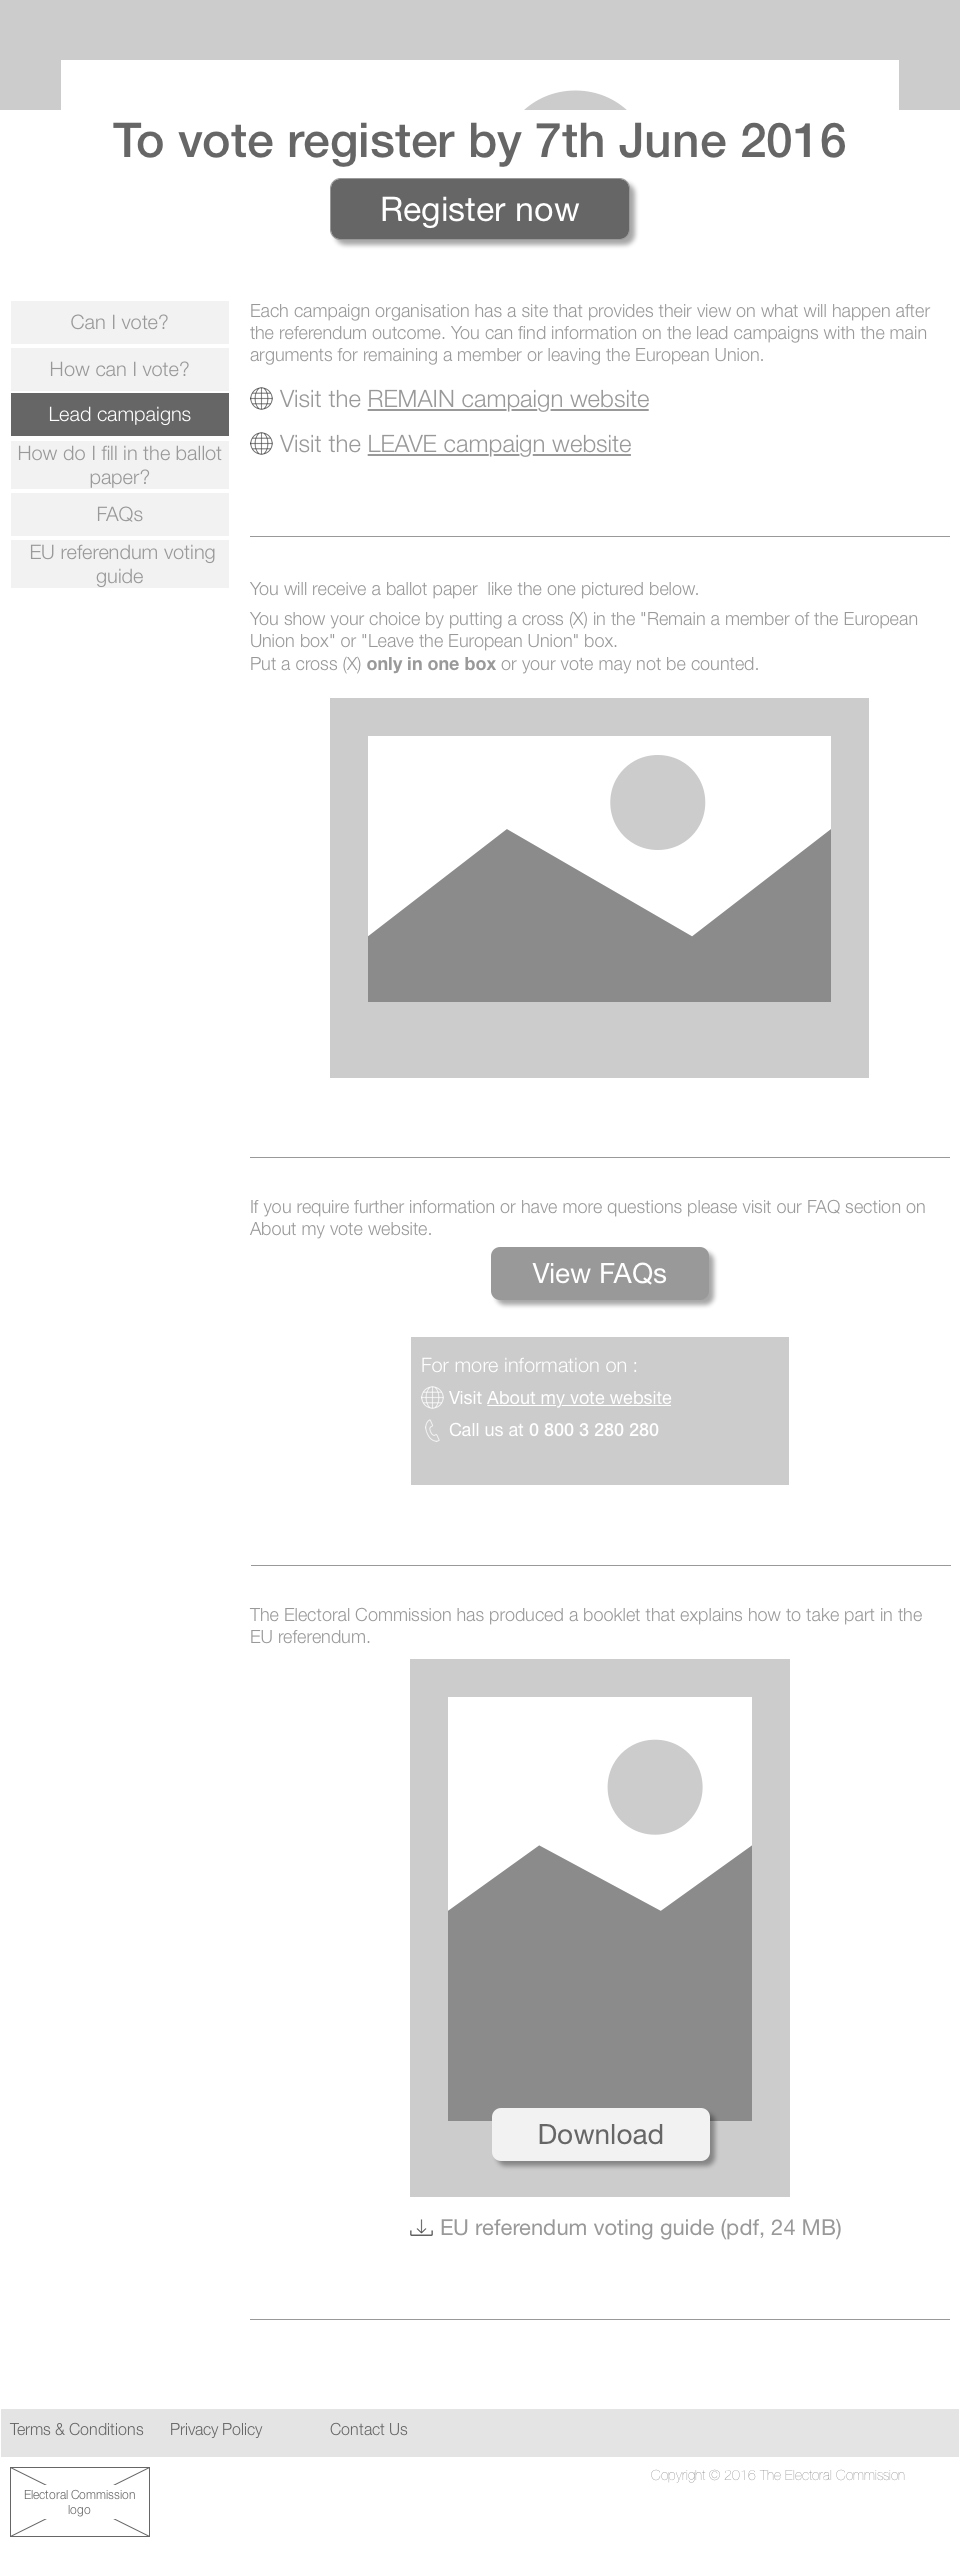 To vote register by 7th June 2016
Register now
Can I vote?
How can I vote?
Lead campaigns
How do I fill in the ballot
paper?
FAQs
EU referendum voting
guide
Each campaign organisation has a site that provides their view on what will happen after
the referendum outcome. You can find information on the lead campaigns with the main
arguments for remaining a member or leaving the European Union.
Visit the REMAIN campaign website
Visit the LEAVE campaign website
You will receive a ballot paper  like the one pictured below.
You show your choice by putting a cross (X) in the "Remain a member of the European
Union box" or "Leave the European Union" box.
Put a cross (X) only in one box or your vote may not be counted.
If you require further information or have more questions please visit our FAQ section on
About my vote website.
View FAQs
For more information on :
Visit About my vote website
Call us at 0 800 3 280 280
The Electoral Commission has produced a booklet that explains how to take part in the
EU referendum.
Download
EU referendum voting guide (pdf, 24 MB)
Terms & Conditions
Privacy Policy
Contact Us
Electoral Commission
logo
Copyright © 2016 The Electoral Commission